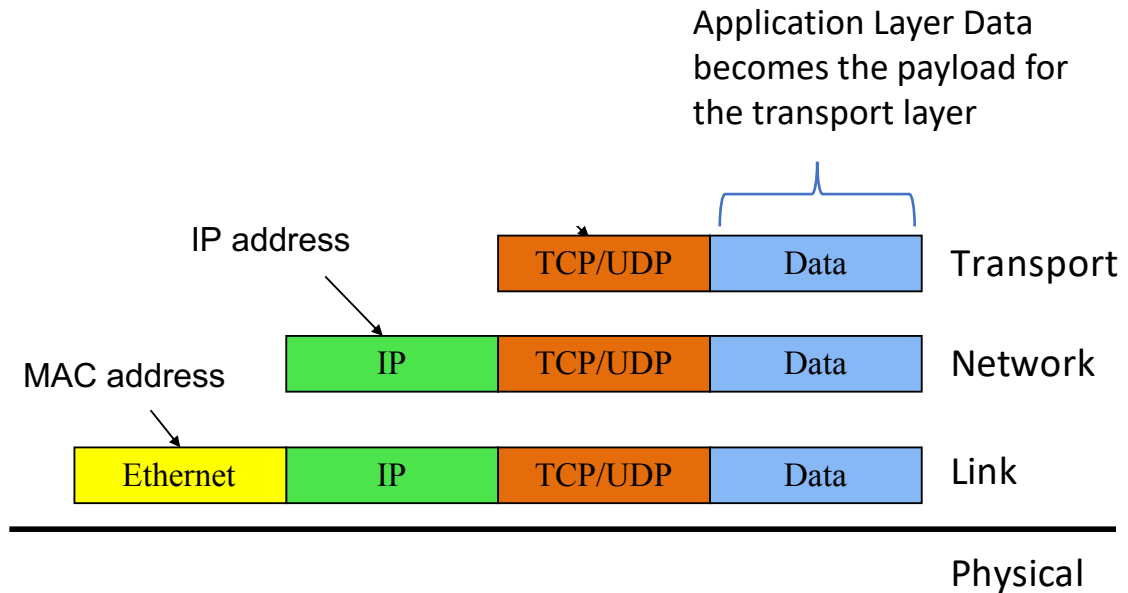 Application Layer Data
becomes the payload for
the transport layer
IP address
TCP/UDP Data Transport
MAC address
IP TCP/UDP Data Network
Ethernet IP TCP/UDP Data Link
Physical